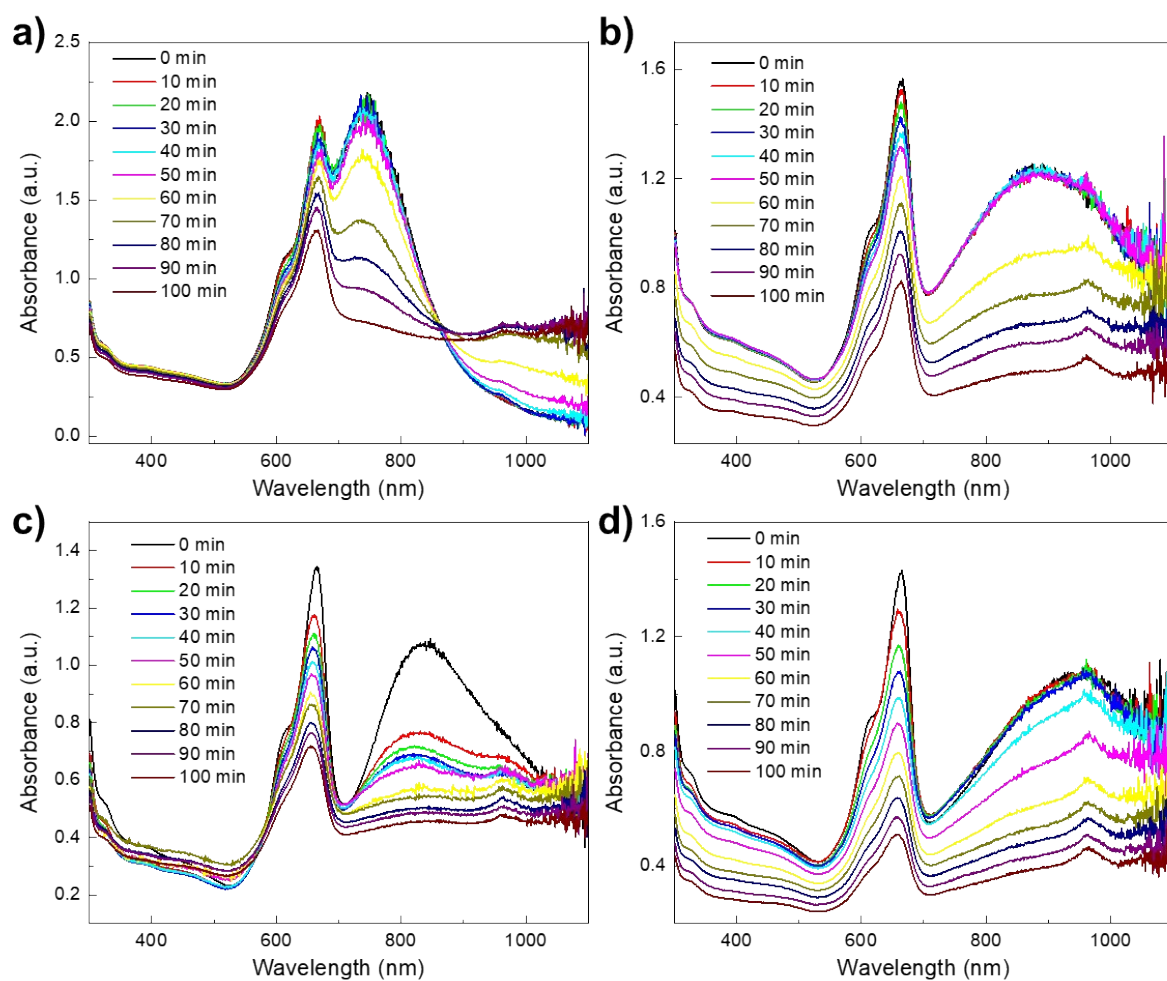 a)
2.5
2.0
1.5
1.0
0.5
0.0
Absorbance (a.u.)
0 min
10 min
20 min
30 min
40 min
50 min
60 min
70 min
80 min
90 min
100 min
400 600 800 1000
Wavelength (nm)
b)
1.6
1.2
0.8
0.4
Absorbance (a.u.)
0 min
10 min
20 min
30 min
40 min
50 min
60 min
70 min
80 min
90 min
100 min
400 600 800 1000
Wavelength (nm)
c)
1.4
1.2
1.0
0.8
0.6
0.4
0.2
Absorbance (a.u.)
0 min
10 min
20 min
30 min
40 min
50 min
60 min
70 min
80 min
90 min
100 min
400 600 800 1000
Wavelength (nm)
d)
1.6
1.2
0.8
0.4
Absorbance (a.u.)
0 min
10 min
20 min
30 min
40 min
50 min
60 min
70 min
80 min
90 min
100 min
400 600 800 1000
Wavelength (nm)